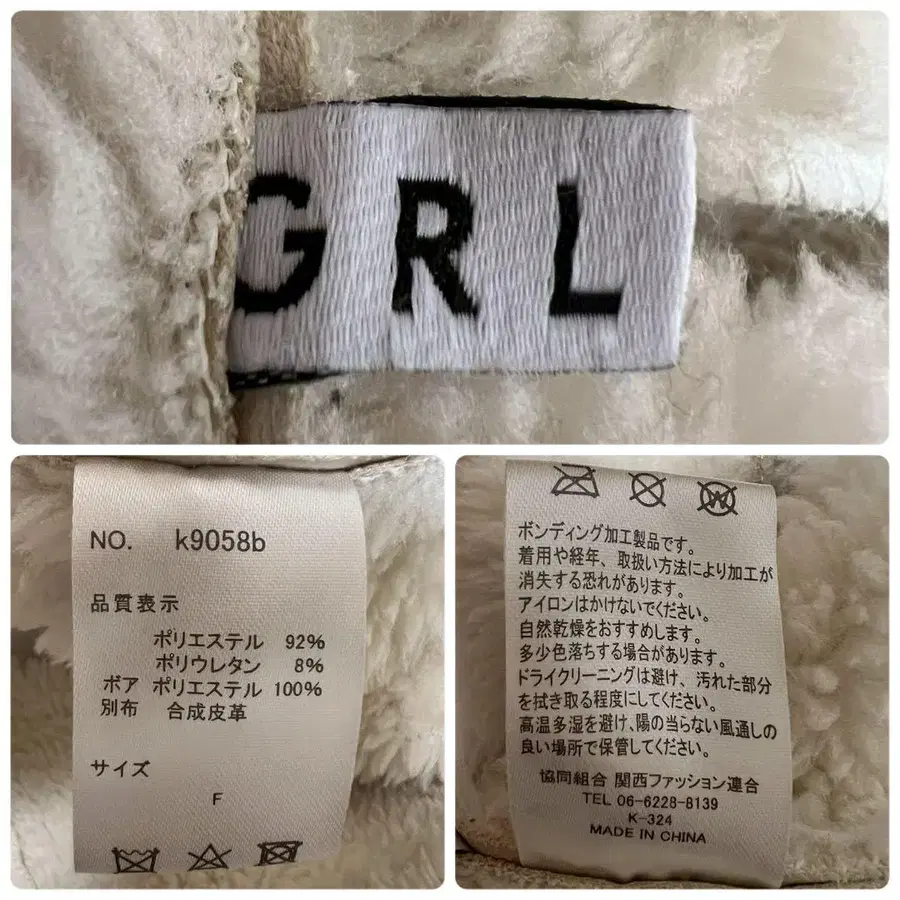 GRL
NO. k9058b
品質表示
ポリエステル 92%
ポリウレタン 8%
ボア ポリエステル 100%
別布 合成皮革
サイズ
F
W
ボンディング加工製品です。
着用や経年、取扱い方法により加工が
消失する恐れがあります。
アイロンはかけないでください。
自然乾燥をおすすめします。
多少色落ちする場合があります。
ドライクリーニングは避け、汚れた部分
を拭き取る程度にしてください。
高温多湿を避け、陽の当らない風通しの
良い場所で保管してください。
協同組合 関西ファッション連合
TEL 06-6228-8139
K-324
MADE IN CHINA